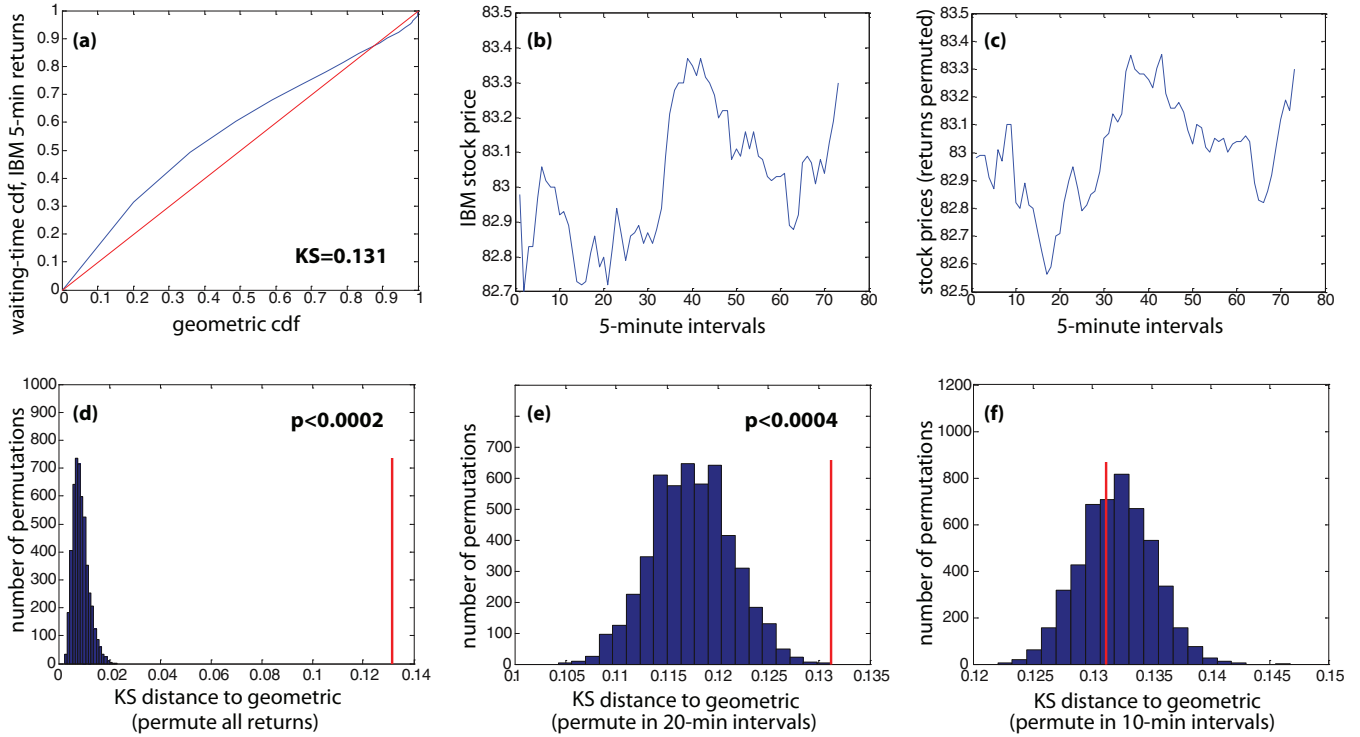 (a)
waiting-time cdf, IBM 5-min returns
1
0.9
0.8
0.7
0.6
0.5
0.4
0.3
0.2
0.1
0
0 0.1 0.2 0.3 0.4 0.5 0.6 0.7 0.8 0.9 1
KS=0.131
geometric cdf
(b)
IBM stock price
83.5
83.4
83.3
83.2
83.1
83
82.9
82.8
82.7
0 10 20 30 40 50 60 70 80
5-minute intervals
(c)
stock prices (returns permuted)
83.5
83.4
83.3
83.2
83.1
83
82.9
82.8
82.7
82.6
82.5
0 10 20 30 40 50 60 70 80
5-minute intervals
(d)
p<0.0002
number of permutations
1000
900
800
700
600
500
400
300
200
100
0
0 0.02 0.04 0.06 0.08 0.1 0.12 0.14
KS distance to geometric
(permute all returns)
(e)
p<0.0004
number of permutations
700
600
500
400
300
200
100
0
0.1 0.105 0.11 0.115 0.12 0.125 0.13 0.135
KS distance to geometric
(permute in 20-min intervals)
(f)
number of permutations
1200
1000
800
600
400
200
0
0.12 0.125 0.13 0.135 0.14 0.145 0.15
KS distance to geometric
(permute in 10-min intervals)